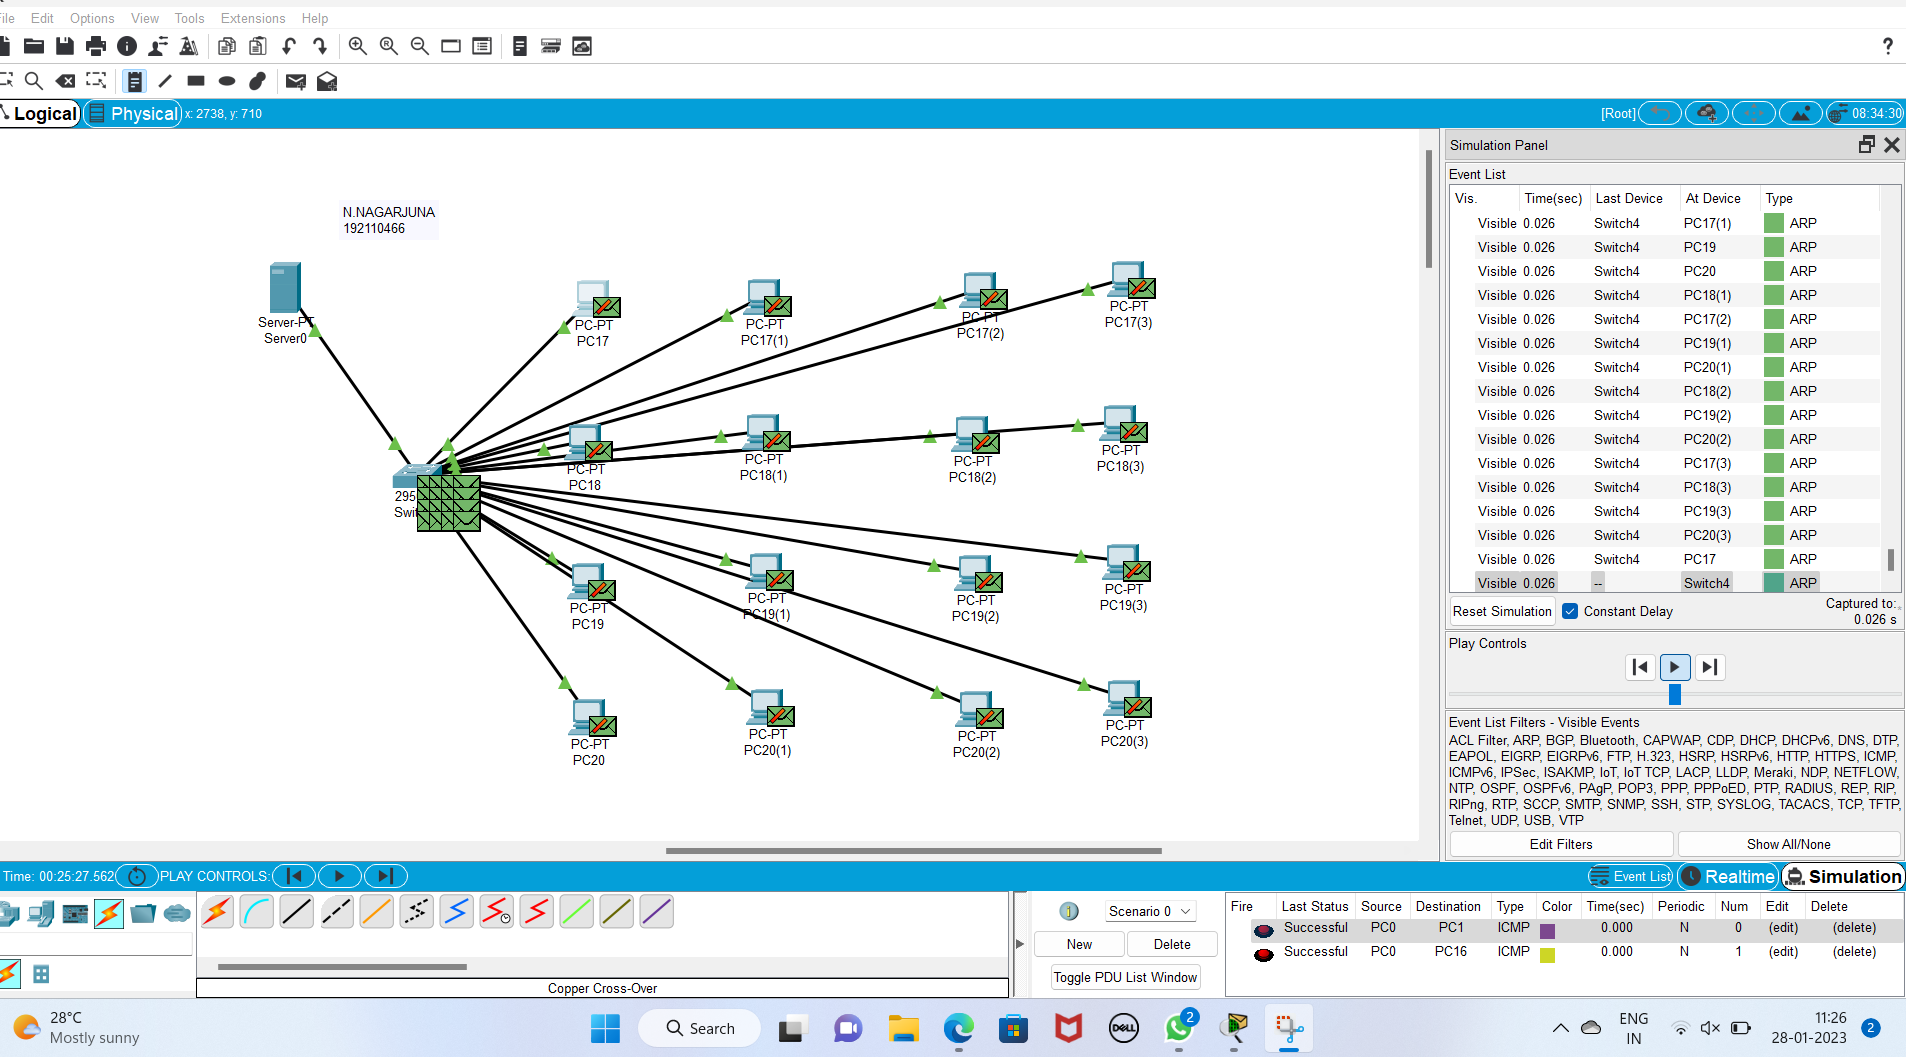 File Edit Options View Tools Extensions Help
?
Logical Physical x: 2738, y: 710 [Root] 08:34:30
N.NAGARJUNA
192110466
Server-PT
Server0
PC-PT
PC17
PC-PT
PC17(1)
PC-PT
PC17(2)
PC-PT
PC17(3)
295
Swit
PC-PT
PC18
PC-PT
PC18(1)
PC-PT
PC18(2)
PC-PT
PC18(3)
PC-PT
PC19
PC-PT
PC19(1)
PC-PT
PC19(2)
PC-PT
PC19(3)
PC-PT
PC20
PC-PT
PC20(1)
PC-PT
PC20(2)
PC-PT
PC20(3)
Simulation Panel
Event List
Vis. Time(sec) Last Device At Device Type
Visible 0.026 Switch4 PC17(1) ARP
Visible 0.026 Switch4 PC19 ARP
Visible 0.026 Switch4 PC20 ARP
Visible 0.026 Switch4 PC18(1) ARP
Visible 0.026 Switch4 PC17(2) ARP
Visible 0.026 Switch4 PC19(1) ARP
Visible 0.026 Switch4 PC20(1) ARP
Visible 0.026 Switch4 PC18(2) ARP
Visible 0.026 Switch4 PC19(2) ARP
Visible 0.026 Switch4 PC20(2) ARP
Visible 0.026 Switch4 PC17(3) ARP
Visible 0.026 Switch4 PC18(3) ARP
Visible 0.026 Switch4 PC19(3) ARP
Visible 0.026 Switch4 PC20(3) ARP
Visible 0.026 Switch4 PC17 ARP
Visible 0.026 -- Switch4 ARP
Reset Simulation Constant Delay Captured to:
0.026 s
Play Controls
Event List Filters - Visible Events
ACL Filter, ARP, BGP, Bluetooth, CAPWAP, CDP, DHCP, DHCPv6, DNS, DTP,
EAPOL, EIGRP, EIGRPv6, FTP, H.323, HSRP, HSRPv6, HTTP, HTTPS, ICMP,
ICMPv6, IPSec, ISAKMP, IoT, IoT TCP, LACP, LLDP, Meraki, NDP, NETFLOW,
NTP, OSPF, OSPFv6, PAgP, POP3, PPP, PPPoED, PTP, RADIUS, REP, RIP,
RIPng, RTP, SCCP, SMTP, SNMP, SSH, STP, SYSLOG, TACACS, TCP, TFTP,
Telnet, UDP, USB, VTP
Edit Filters Show All/None
Time: 00:25:27.562 PLAY CONTROLS: Event List Realtime Simulation
Copper Cross-Over
Scenario 0
New Delete
Toggle PDU List Window
Fire Last Status Source Destination Type Color Time(sec) Periodic Num Edit Delete
Successful PC0 PC1 ICMP 0.000 N 0 (edit) (delete)
Successful PC0 PC16 ICMP 0.000 N 1 (edit) (delete)
28°C
Mostly sunny
Search
DELL
2
ENG
IN
11:26
28-01-2023
2